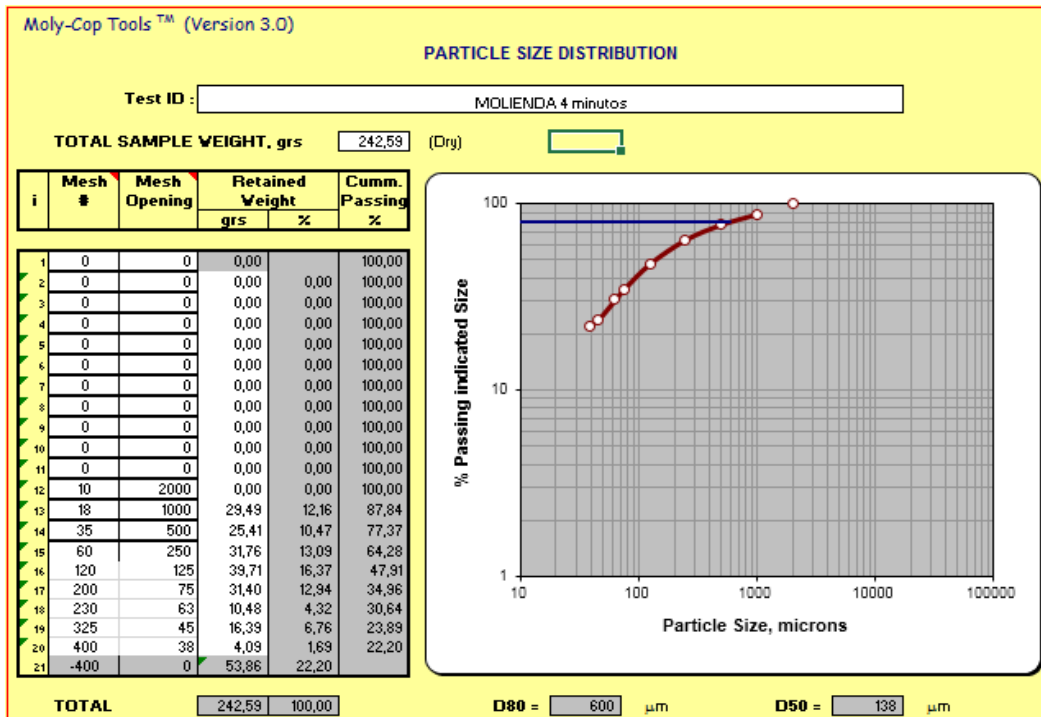 Moly-Cop Tools ™ (Version 3.0)
PARTICLE SIZE DISTRIBUTION
Test ID : MOLIENDA 4 minutos
TOTAL SAMPLE WEIGHT, grs 242,59 (Dry)
i Mesh # Mesh Opening Retained Weight Cumm. Passing
grs % %
1 0 0 0,00 100,00
2 0 0 0,00 0,00 100,00
3 0 0 0,00 0,00 100,00
4 0 0 0,00 0,00 100,00
5 0 0 0,00 0,00 100,00
6 0 0 0,00 0,00 100,00
7 0 0 0,00 0,00 100,00
8 0 0 0,00 0,00 100,00
9 0 0 0,00 0,00 100,00
10 0 0 0,00 0,00 100,00
11 0 0 0,00 0,00 100,00
12 10 2000 0,00 0,00 100,00
13 18 1000 29,49 12,16 87,84
14 35 500 25,41 10,47 77,37
15 60 250 31,76 13,09 64,28
16 120 125 39,71 16,37 47,91
17 200 75 31,40 12,94 34,96
18 230 63 10,48 4,32 30,64
19 325 45 16,39 6,76 23,89
20 400 38 4,09 1,69 22,20
21 -400 0 53,86 22,20
TOTAL 242,59 100,00
% Passing indicated Size
100
10
1
10 100 1000 10000 100000
Particle Size, microns
D80 = 600 μm D50 = 138 μm